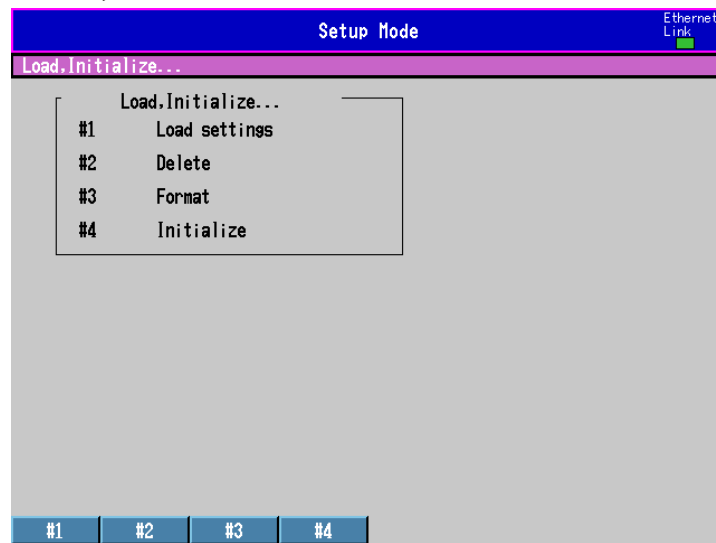 Setup Mode
Ethernet
Link
Load,Initialize...
Load,Initialize...
#1 Load settings
#2 Delete
#3 Format
#4 Initialize
#1 #2 #3 #4